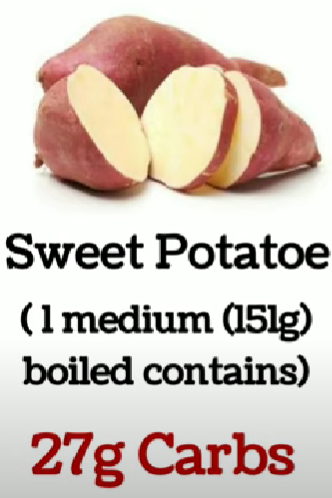 Sweet Potatoe
( 1 medium (151g)
boiled contains)
27g Carbs